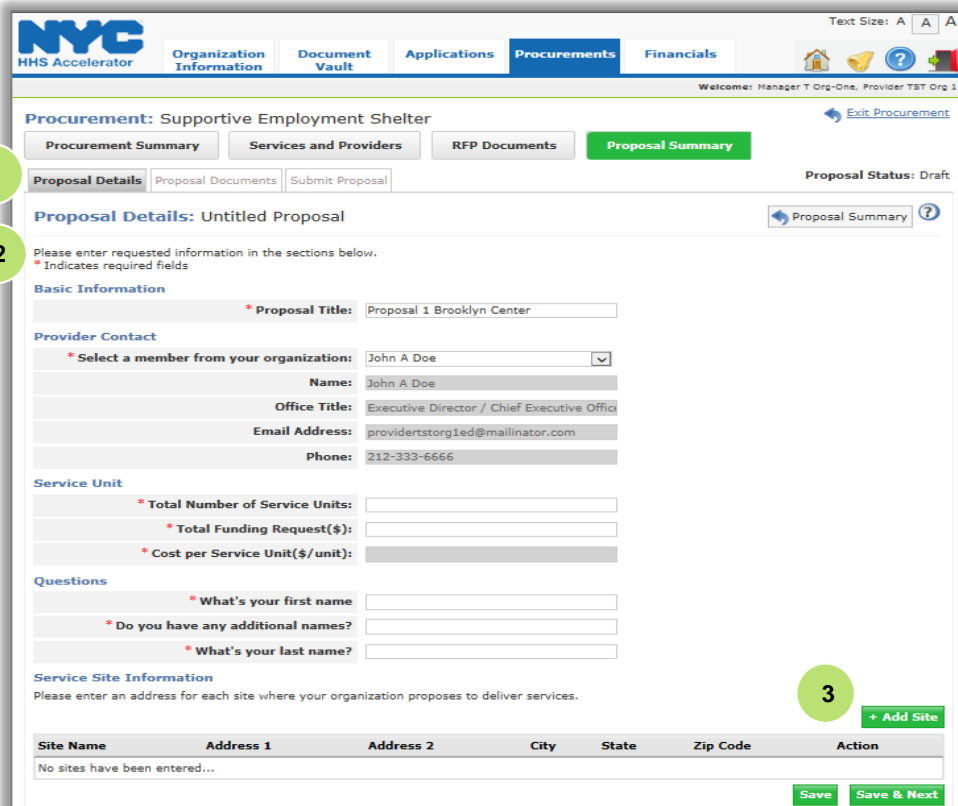 Text Size: A A A
NYC
HHS Accelerator
Organization Information
Document Vault
Applications
Procurements
Financials
Welcome: Manager T Org-One, Provider TST Org 1
Procurement: Supportive Employment Shelter
Exit Procurement
Procurement Summary
Services and Providers
RFP Documents
Proposal Summary
Proposal Details
Proposal Documents
Submit Proposal
Proposal Status: Draft
Proposal Details: Untitled Proposal
Proposal Summary
?
2
Please enter requested information in the sections below.
* Indicates required fields
Basic Information
* Proposal Title: Proposal 1 Brooklyn Center
Provider Contact
* Select a member from your organization: John A Doe
Name: John A Doe
Office Title: Executive Director / Chief Executive Offic
Email Address: providertstorg1ed@mailinator.com
Phone: 212-333-6666
Service Unit
* Total Number of Service Units:
* Total Funding Request($):
* Cost per Service Unit($/unit):
Questions
* What's your first name
* Do you have any additional names?
* What's your last name?
Service Site Information
Please enter an address for each site where your organization proposes to deliver services.
3
+ Add Site
Site Name Address 1 Address 2 City State Zip Code Action
No sites have been entered...
Save
Save & Next